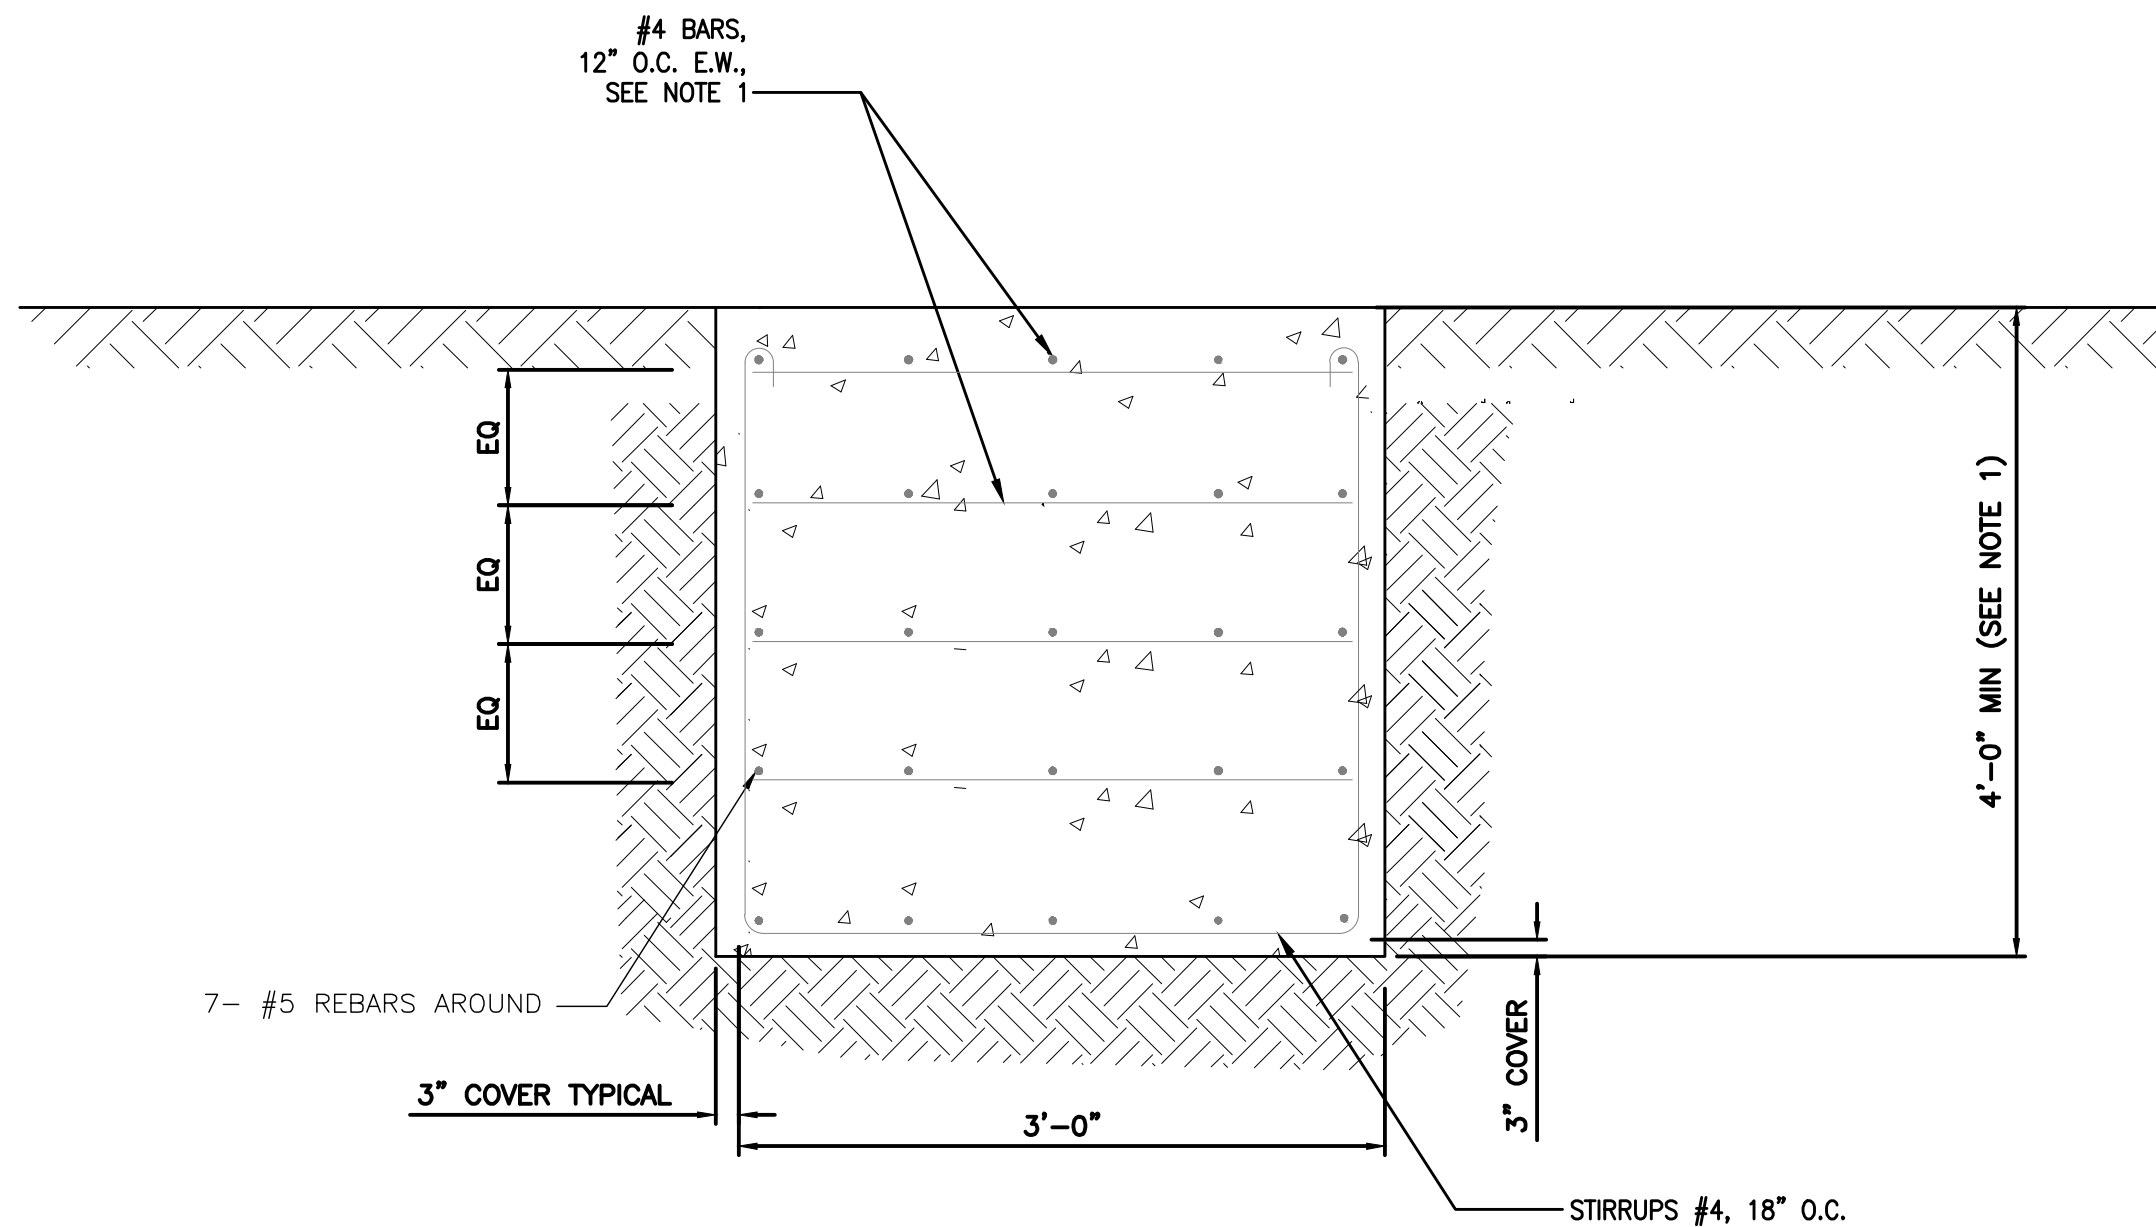 #4 BARS,
12" O.C. E.W.,
SEE NOTE 1
EQ
EQ
EQ
4'-0" MIN (SEE NOTE 1)
7- #5 REBARS AROUND
3" COVER TYPICAL
3'-0"
3" COVER
STIRRUPS #4, 18" O.C.